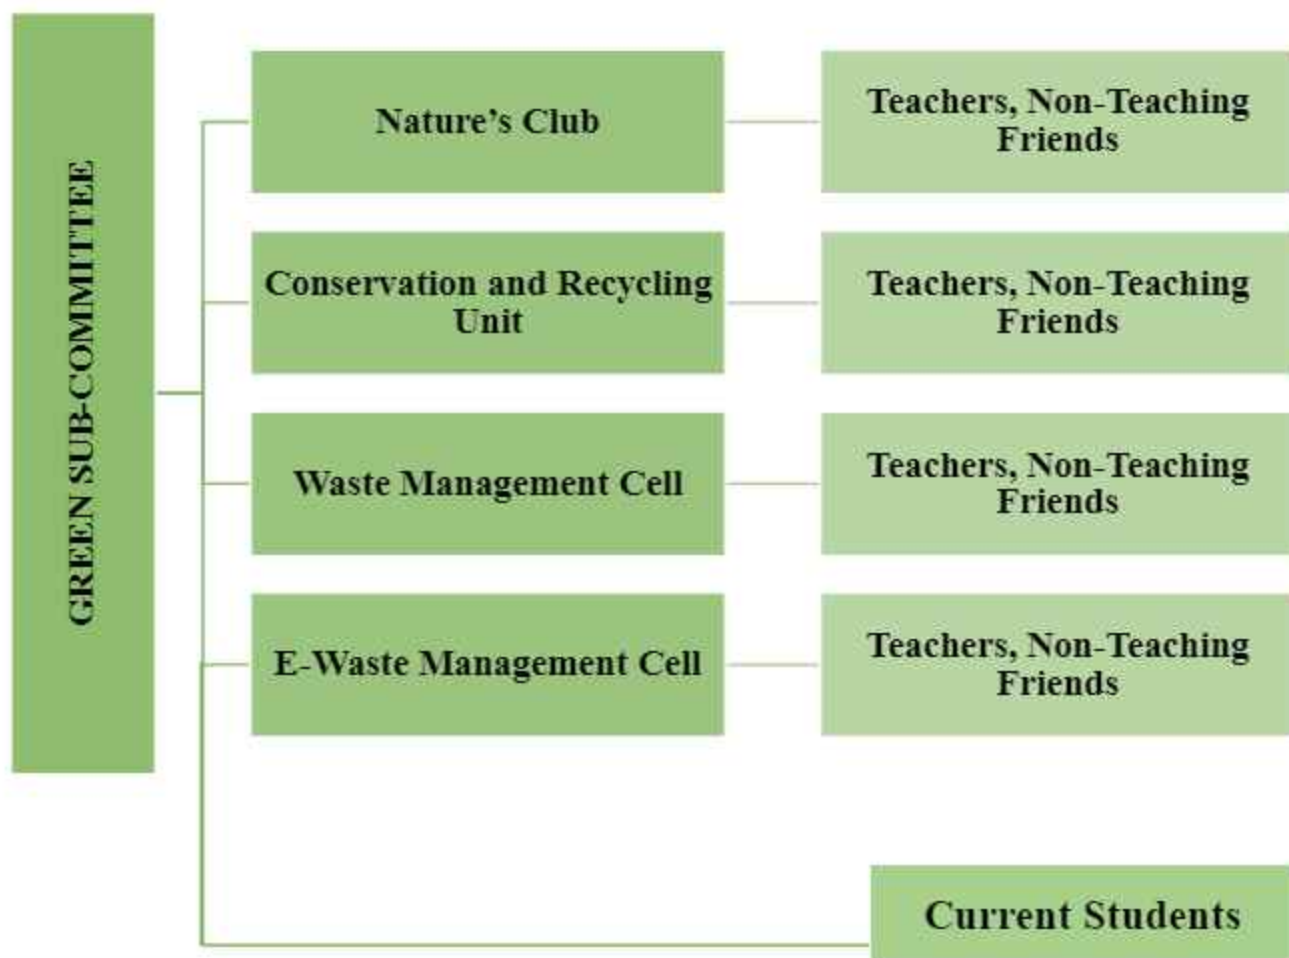 GREEN SUB-COMMITTEE
Nature's Club
Teachers, Non-Teaching
Friends
Conservation and Recycling
Unit
Teachers, Non-Teaching
Friends
Waste Management Cell
Teachers, Non-Teaching
Friends
E-Waste Management Cell
Teachers, Non-Teaching
Friends
Current Students